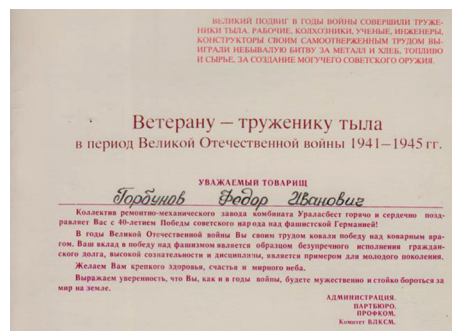 ВЕЛИКИЙ ПОДВИГ В ГОДЫ ВОЙНЫ СОВЕРШИЛИ ТРУЖЕ-
НИКИ ТЫЛА. РАБОЧИЕ, КОЛХОЗНИКИ, УЧЕНЫЕ, ИНЖЕНЕРЫ,
КОНСТРУКТОРЫ СВОИМ САМООТВЕРЖЕННЫМ ТРУДОМ ВЫ-
ИГРАЛИ НЕБЫВАЛУЮ БИТВУ ЗА МЕТАЛЛ И ХЛЕБ, ТОПЛИВО
И СЫРЬЕ, ЗА СОЗДАНИЕ МОГУЧЕГО СОВЕТСКОГО ОРУЖИЯ.
Ветерану — труженику тыла
в период Великой Отечественной войны 1941—1945 гг.
УВАЖАЕМЫЙ ТОВАРИЩ
Горбунов Федор Иванович
Коллектив ремонтно-механического завода комбината Ураласбест горячо и сердечно позд-
равляет Вас с 40-летием Победы советского народа над фашистской Германией!
В годы Великой Отечественной войны Вы своим трудом ковали победу над коварным вра-
гом. Ваш вклад в победу над фашизмом является образцом безупречного исполнения граждан-
ского долга, высокой сознательности и дисциплины, является примером для молодого поколения.
Желаем Вам крепкого здоровья, счастья и мирного неба.
Выражаем уверенность, что Вы, как и в годы войны, будете мужественно и стойко бороться за
мир на земле.
АДМИНИСТРАЦИЯ.
ПАРТБЮРО.
ПРОФКОМ.
Комитет ВЛКСМ.